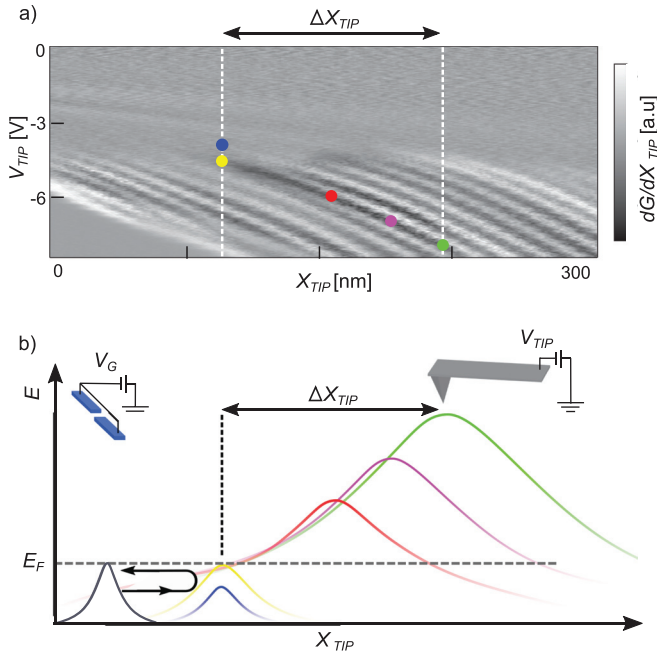 a)
ΔX_TIP
0
-3
-6
V_TIP [V]
0
300
X_TIP [nm]
dG/dX_TIP [a.u]
b)
V_G
V_TIP
ΔX_TIP
E
E_F
X_TIP